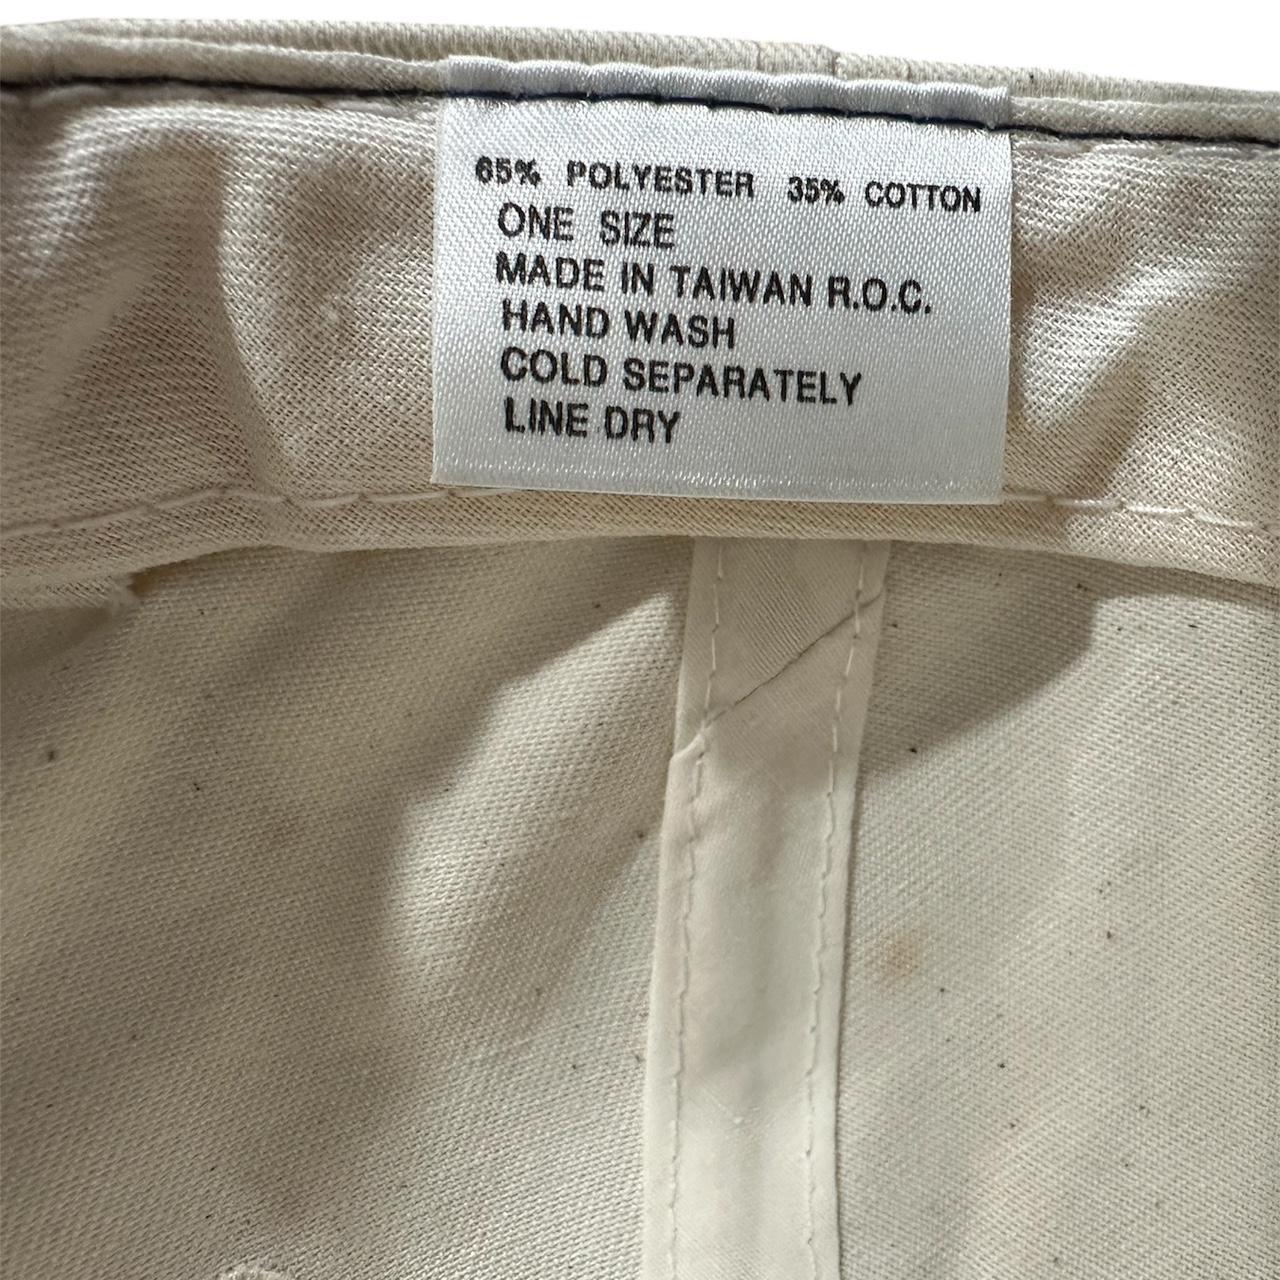 65% POLYESTER 35% COTTON
ONE SIZE
MADE IN TAIWAN R.O.C.
HAND WASH
COLD SEPARATELY
LINE DRY